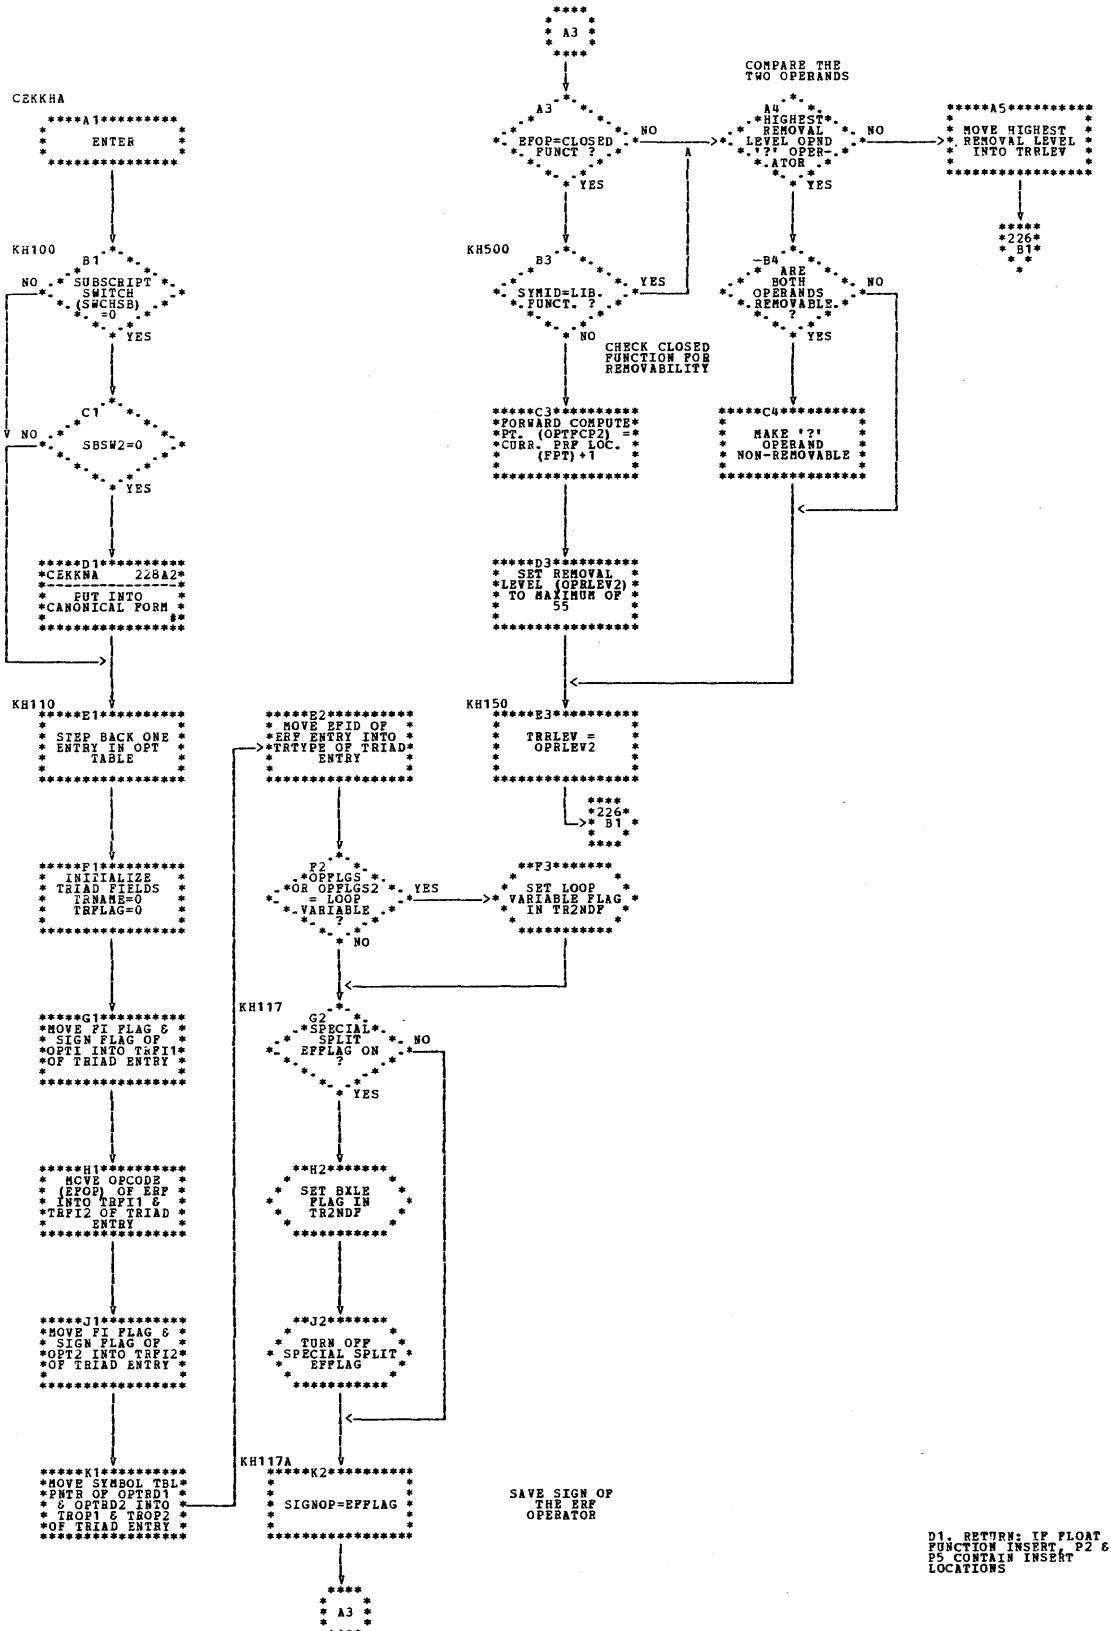 CEKKHA
A1
ENTER
KH100
B1
SUBSCRIPT
SWITCH
(SWCHSB)
=0
NO
YES
C1
SBSW2=0
NO
YES
D1
CEKKNA 228A2
PUT INTO
CANONICAL FORM
KH110
E1
STEP BACK ONE
ENTRY IN OPT
TABLE
F1
INITIALIZE
TRIAD FIELDS
TRNAME=0
TRFLAG=0
G1
MOVE FI FLAG &
SIGN FLAG OF
OPTI INTO TRFI1
OF TRIAD ENTRY
H1
MOVE OPCODE
(EFOP) OF ERF
INTO TRFI1 &
TRFI2 OF TRIAD
ENTRY
J1
MOVE FI FLAG &
SIGN FLAG OF
OPT2 INTO TRFI2
OF TRIAD ENTRY
K1
MOVE SYMBOL TBL
PNTR OF OPTRD1
& OPTRD2 INTO
TROP1 & TROP2
OF TRIAD ENTRY
E2
MOVE EFID OF
ERF ENTRY INTO
TRTYPE OF TRIAD
ENTRY
F2
OPFLGS
OR OPFLGS2
= LOOP
VARIABLE
?
YES
NO
F3
SET LOOP
VARIABLE FLAG
IN TR2NDF
KH117
G2
SPECIAL
SPLIT
EFFLAG ON
?
NO
YES
H2
SET BXLE
FLAG IN
TR2NDF
J2
TURN OFF
SPECIAL SPLIT
EFFLAG
KH117A
K2
SIGNOP=EFFLAG
SAVE SIGN OF
THE ERF
OPERATOR
A3
A3
A3
EFOP=CLOSED
FUNCT ?
NO
YES
A
KH500
B3
SYMID=LIB.
FUNCT. ?
YES
NO
CHECK CLOSED
FUNCTION FOR
REMOVABILITY
C3
FORWARD COMPUTE
PT. (OPTFCP2) =
CURR. PRF LOC.
(FPT)+1
D3
SET REMOVAL
LEVEL (OPRLEV2)
TO MAXIMUM OF
55
KH150
E3
TRRLEV =
OPRLEV2
226
B1
COMPARE THE
TWO OPERANDS
A4
HIGHEST
REMOVAL
LEVEL OPND
'?' OPER-
ATOR
NO
YES
B4
ARE
BOTH
OPERANDS
REMOVABLE
?
NO
YES
C4
MAKE '?'
OPERAND
NON-REMOVABLE
A5
MOVE HIGHEST
REMOVAL LEVEL
INTO TRRLEV
226
B1
D1. RETURN: IF FLOAT
FUNCTION INSERT, P2 &
P5 CONTAIN INSERT
LOCATIONS